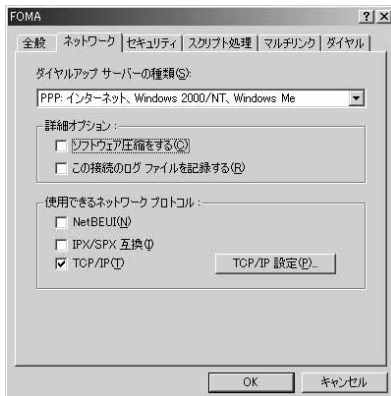 FOMA
全般 ネットワーク セキュリティ スクリプト処理 マルチリンク ダイヤル
ダイヤルアップ サーバーの種類(S):
PPP: インターネット、Windows 2000/NT、Windows Me
詳細オプション:
ソフトウェア圧縮をする(C)
この接続のログ ファイルを記録する(R)
使用できるネットワーク プロトコル:
NetBEUI(N)
IPX/SPX 互換(I)
TCP/IP(T) TCP/IP 設定(P)...
OK キャンセル